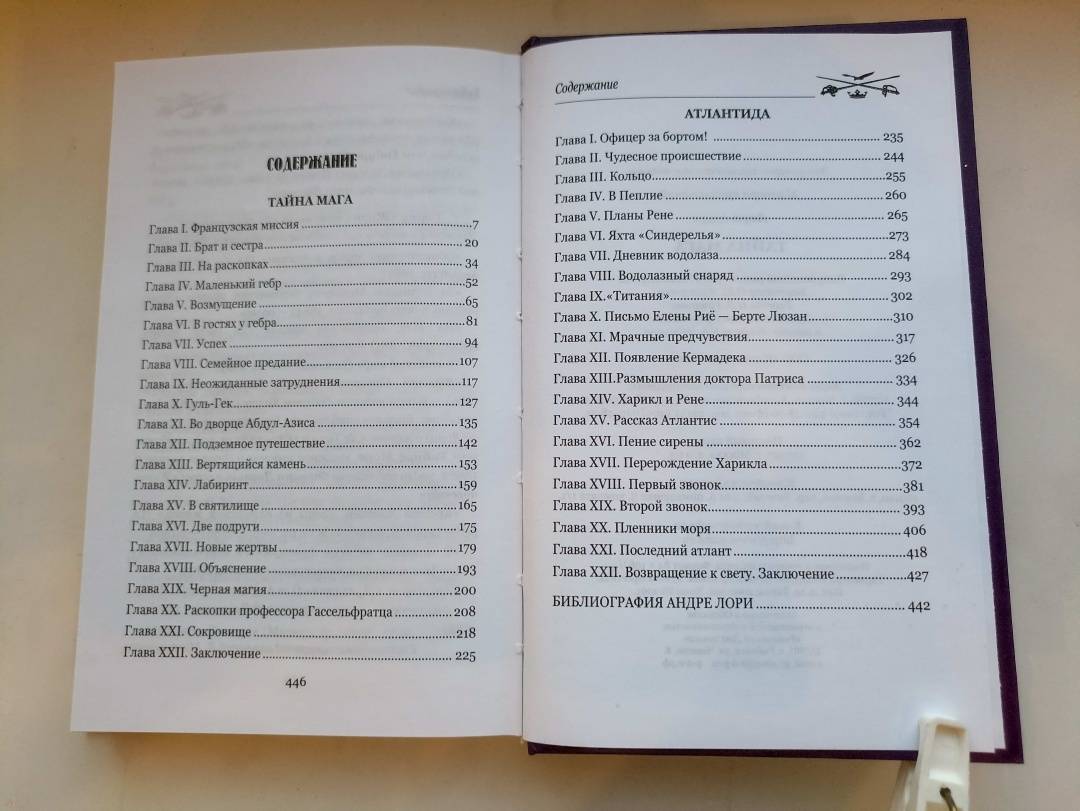 СОДЕРЖАНИЕ
ТАЙНА МАГА
Глава I. Французская миссия ........ 7
Глава II. Брат и сестра ........ 20
Глава III. На раскопках ........ 34
Глава IV. Маленький гебр ........ 52
Глава V. Возмущение ........ 65
Глава VI. В гостях у гебра ........ 81
Глава VII. Успех ........ 94
Глава VIII. Семейное предание ........ 107
Глава IX. Неожиданные затруднения ........ 117
Глава X. Гуль-Гек ........ 127
Глава XI. Во дворце Абдул-Азиса ........ 135
Глава XII. Подземное путешествие ........ 142
Глава XIII. Вертящийся камень ........ 153
Глава XIV. Лабиринт ........ 159
Глава XV. В святилище ........ 165
Глава XVI. Две подруги ........ 175
Глава XVII. Новые жертвы ........ 179
Глава XVIII. Объяснение ........ 193
Глава XIX. Черная магия ........ 200
Глава XX. Раскопки профессора Гассельфратца ........ 208
Глава XXI. Сокровище ........ 218
Глава XXII. Заключение ........ 225
446
Содержание
АТЛАНТИДА
Глава I. Офицер за бортом! ........ 235
Глава II. Чудесное происшествие ........ 244
Глава III. Кольцо ........ 255
Глава IV. В Пеплие ........ 260
Глава V. Планы Рене ........ 265
Глава VI. Яхта «Синдерелья» ........ 273
Глава VII. Дневник водолаза ........ 284
Глава VIII. Водолазный снаряд ........ 293
Глава IX.«Титания» ........ 302
Глава X. Письмо Елены Риё — Берте Люзан ........ 310
Глава XI. Мрачные предчувствия ........ 317
Глава XII. Появление Кермадека ........ 326
Глава XIII.Размышления доктора Патриса ........ 334
Глава XIV. Харикл и Рене ........ 344
Глава XV. Рассказ Атлантис ........ 354
Глава XVI. Пение сирены ........ 362
Глава XVII. Перерождение Харикла ........ 372
Глава XVIII. Первый звонок ........ 381
Глава XIX. Второй звонок ........ 393
Глава XX. Пленники моря ........ 406
Глава XXI. Последний атлант ........ 418
Глава XXII. Возвращение к свету. Заключение ........ 427
БИБЛИОГРАФИЯ АНДРЕ ЛОРИ ........ 442